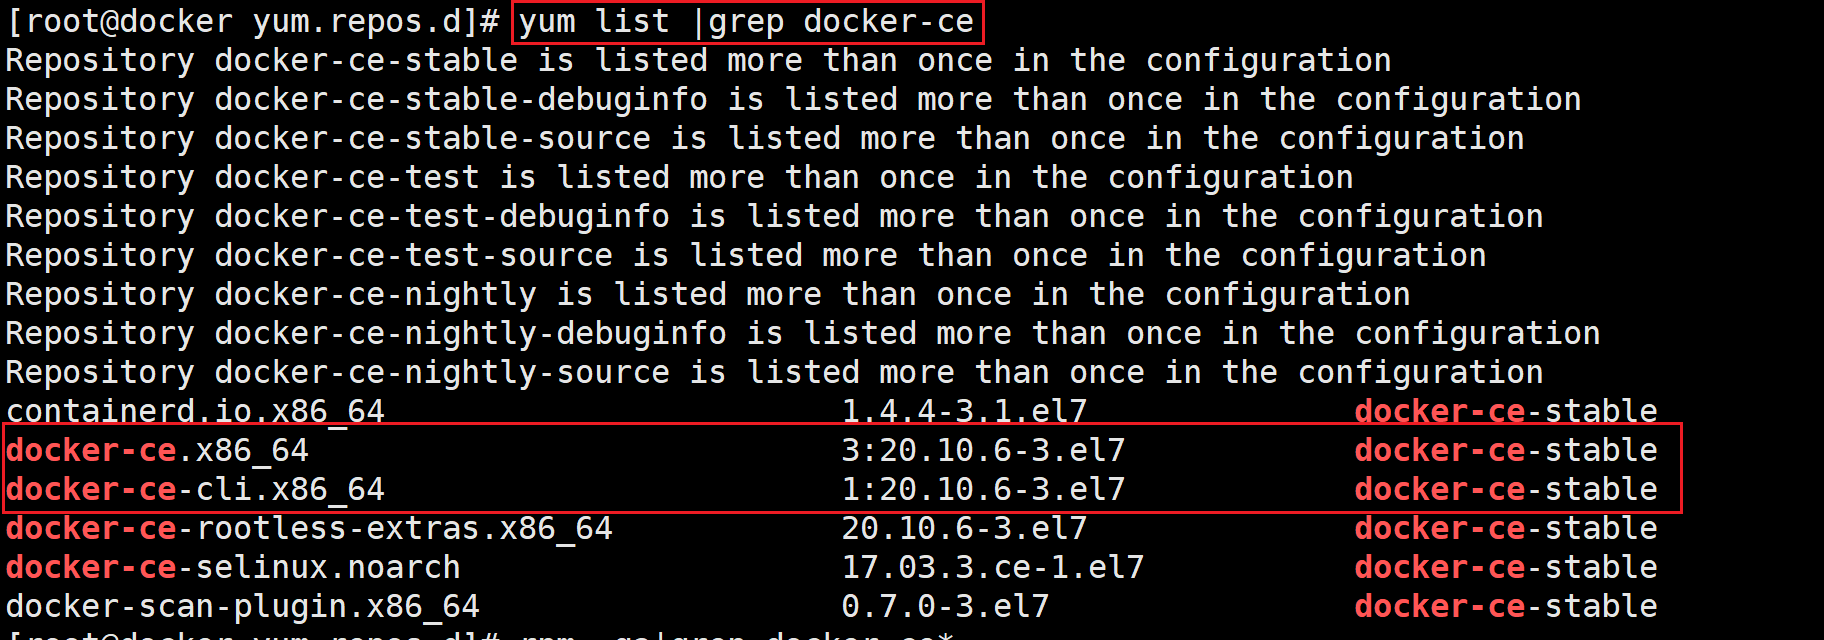 [root@docker yum.repos.d]# yum list |grep docker-ce
Repository docker-ce-stable is listed more than once in the configuration
Repository docker-ce-stable-debuginfo is listed more than once in the configuration
Repository docker-ce-stable-source is listed more than once in the configuration
Repository docker-ce-test is listed more than once in the configuration
Repository docker-ce-test-debuginfo is listed more than once in the configuration
Repository docker-ce-test-source is listed more than once in the configuration
Repository docker-ce-nightly is listed more than once in the configuration
Repository docker-ce-nightly-debuginfo is listed more than once in the configuration
Repository docker-ce-nightly-source is listed more than once in the configuration
containerd.io.x86_64 1.4.4-3.1.el7 docker-ce-stable
docker-ce.x86_64 3:20.10.6-3.el7 docker-ce-stable
docker-ce-cli.x86_64 1:20.10.6-3.el7 docker-ce-stable
docker-ce-rootless-extras.x86_64 20.10.6-3.el7 docker-ce-stable
docker-ce-selinux.noarch 17.03.3.ce-1.el7 docker-ce-stable
docker-scan-plugin.x86_64 0.7.0-3.el7 docker-ce-stable
[root@docker yum.repos.d]# rpm -qa|grep docker-ce*